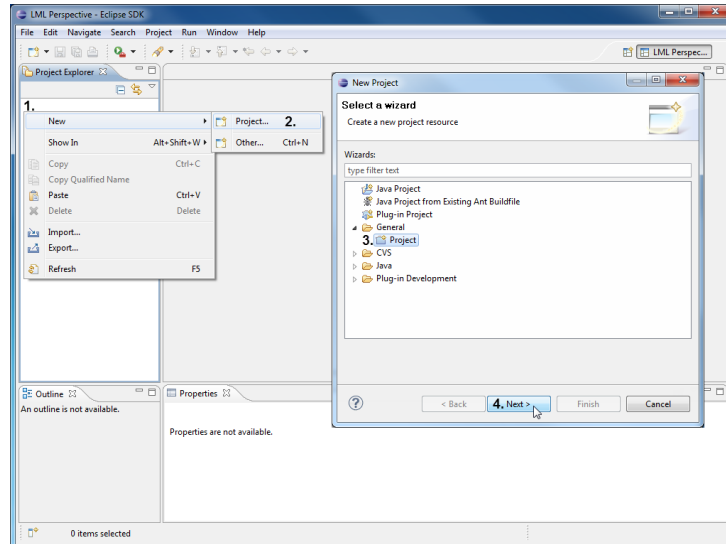 LML Perspective - Eclipse SDK
File Edit Navigate Search Project Run Window Help
LML Perspec...
Project Explorer
1.
New
Project... 2.
Show In Alt+Shift+W
Other... Ctrl+N
Copy Ctrl+C
Copy Qualified Name
Paste Ctrl+V
Delete Delete
Import...
Export...
Refresh F5
New Project
Select a wizard
Create a new project resource
Wizards:
type filter text
Java Project
Java Project from Existing Ant Buildfile
Plug-in Project
General
3. Project
CVS
Java
Plug-in Development
? < Back 4. Next > Finish Cancel
Outline
An outline is not available.
Properties
Properties are not available.
0 items selected